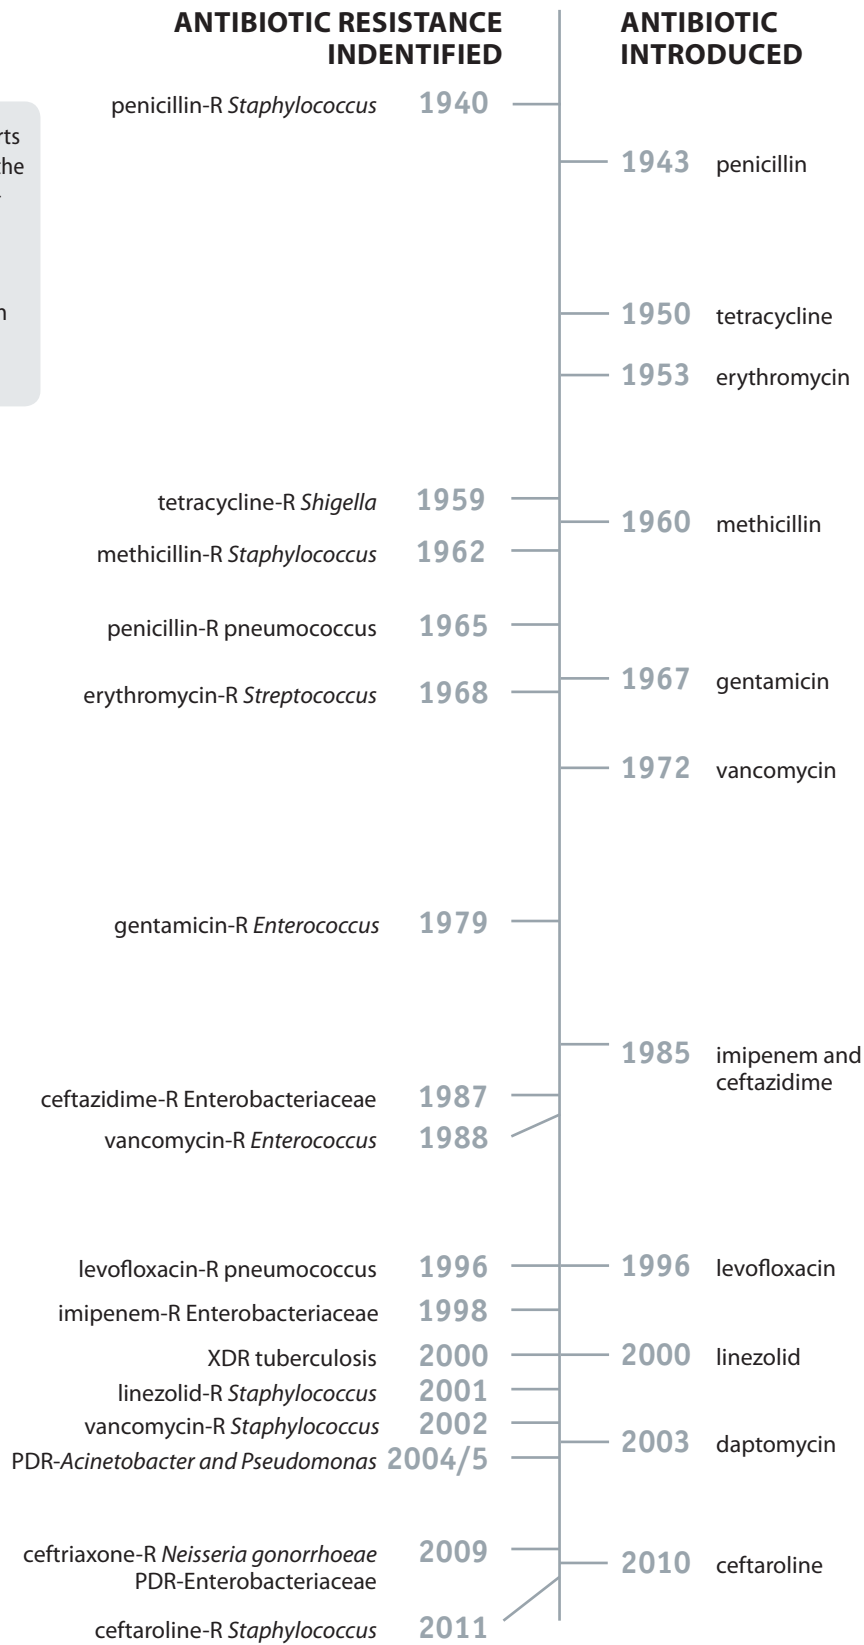 ANTIBIOTIC RESISTANCE
INDENTIFIED
ANTIBIOTIC
INTRODUCED
penicillin-R Staphylococcus 1940
1943 penicillin
1950 tetracycline
1953 erythromycin
tetracycline-R Shigella 1959
1960 methicillin
methicillin-R Staphylococcus 1962
penicillin-R pneumococcus 1965
1967 gentamicin
erythromycin-R Streptococcus 1968
1972 vancomycin
gentamicin-R Enterococcus 1979
1985 imipenem and
ceftazidime
ceftazidime-R Enterobacteriaceae 1987
vancomycin-R Enterococcus 1988
levofloxacin-R pneumococcus 1996
1996 levofloxacin
imipenem-R Enterobacteriaceae 1998
XDR tuberculosis 2000
2000 linezolid
linezolid-R Staphylococcus 2001
vancomycin-R Staphylococcus 2002
2003 daptomycin
PDR-Acinetobacter and Pseudomonas 2004/5
ceftriaxone-R Neisseria gonorrhoeae 2009
PDR-Enterobacteriaceae
2010 ceftaroline
ceftaroline-R Staphylococcus 2011